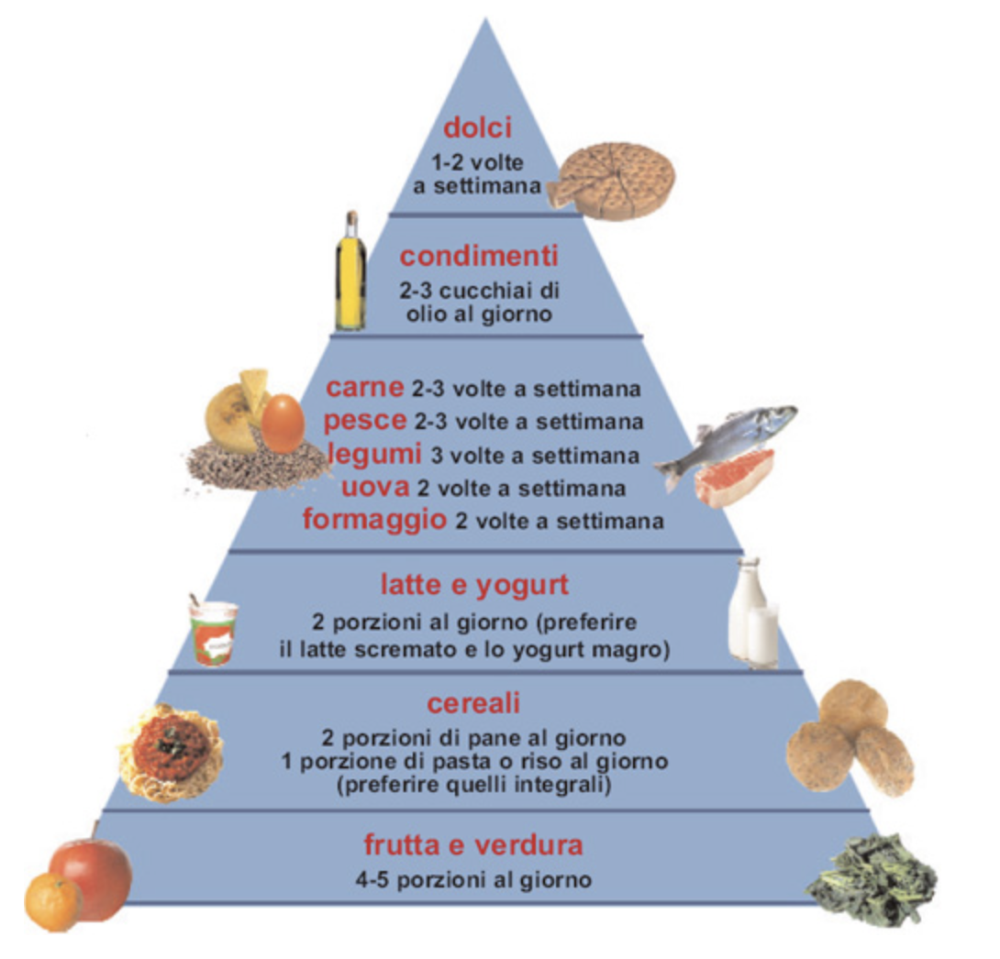 dolci
1-2 volte
a settimana
condimenti
2-3 cucchiai di
olio al giorno
carne 2-3 volte a settimana
pesce 2-3 volte a settimana
legumi 3 volte a settimana
uova 2 volte a settimana
formaggio 2 volte a settimana
latte e yogurt
2 porzioni al giorno (preferire
il latte scremato e lo yogurt magro)
cereali
2 porzioni di pane al giorno
1 porzione di pasta o riso al giorno
(preferire quelli integrali)
frutta e verdura
4-5 porzioni al giorno